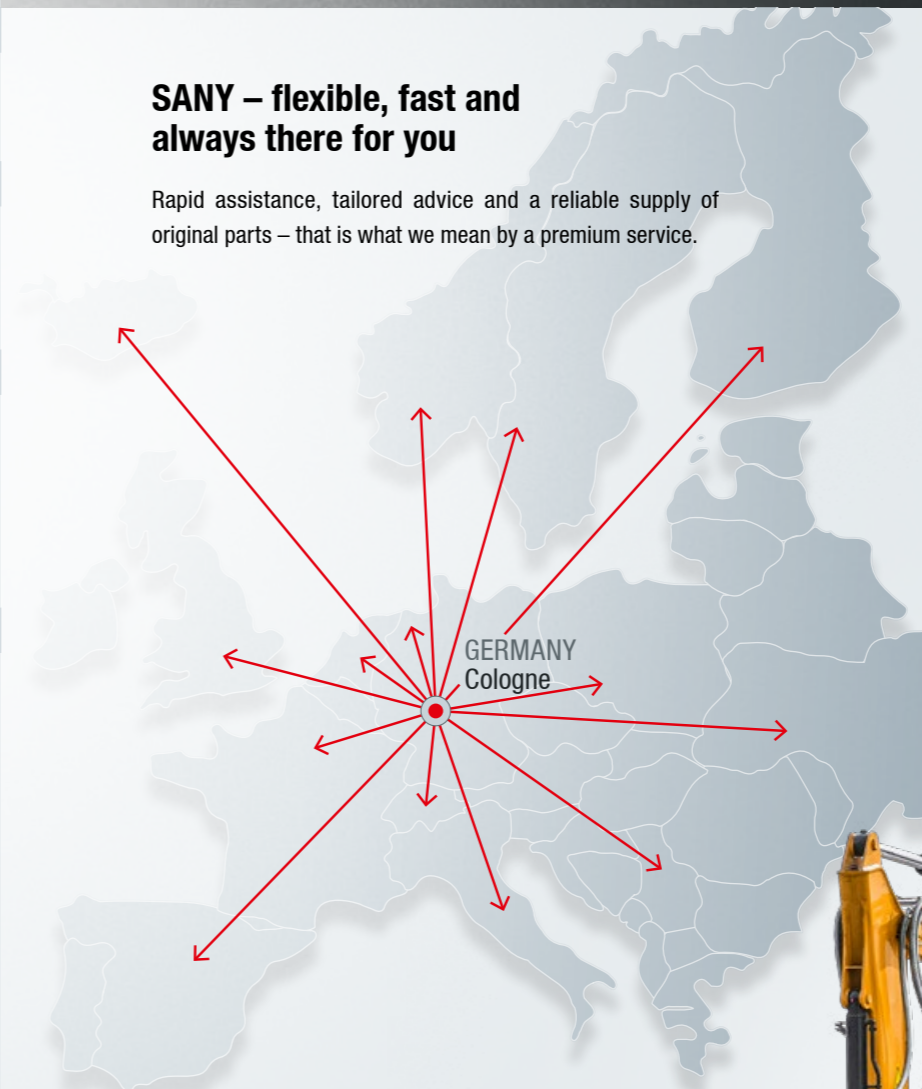 SANY – flexible, fast and
always there for you
Rapid assistance, tailored advice and a reliable supply of
original parts – that is what we mean by a premium service.
GERMANY
Cologne